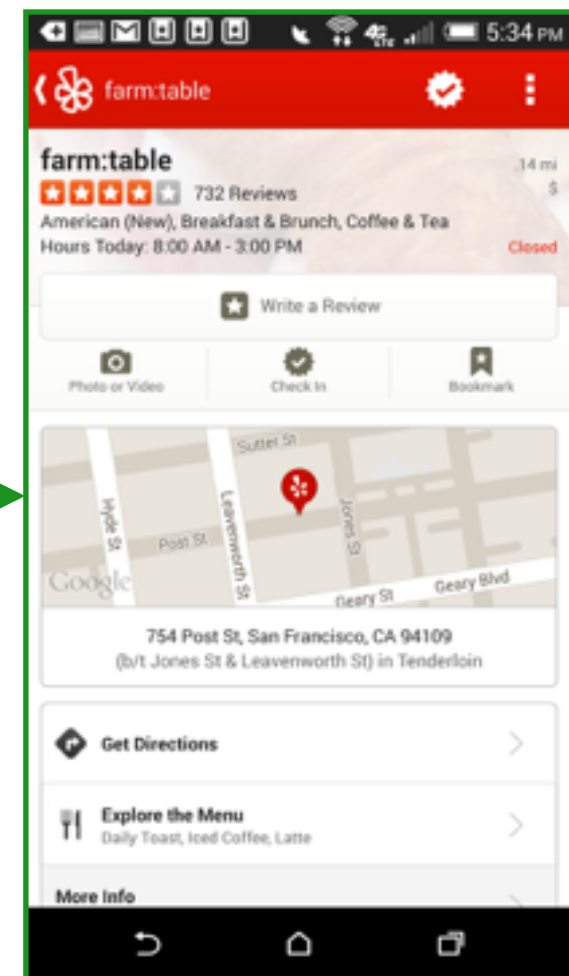 4G LTE 5:34 PM
farm:table
farm:table
.14 mi
732 Reviews
$
American (New), Breakfast & Brunch, Coffee & Tea
Hours Today: 8:00 AM - 3:00 PM
Closed
Write a Review
Photo or Video
Check In
Bookmark
Sutter St
Hyde St
Leavenworth St
Jones St
Post St
Google
Geary St
Geary Blvd
754 Post St, San Francisco, CA 94109
(b/t Jones St & Leavenworth St) in Tenderloin
Get Directions
Explore the Menu
Daily Toast, Iced Coffee, Latte
More Info